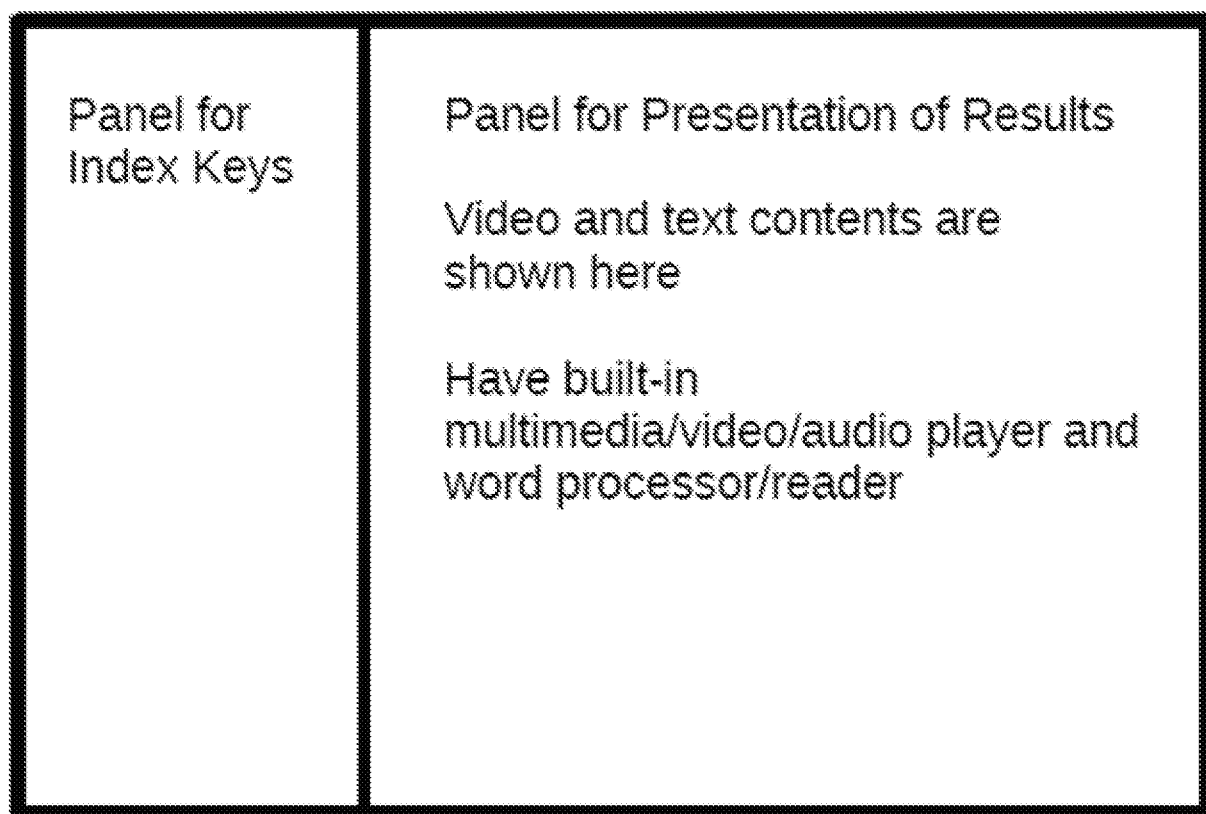 Panel for
Index Keys
Panel for Presentation of Results
Video and text contents are
shown here
Have built-in
multimedia/video/audio player and
word processor/reader